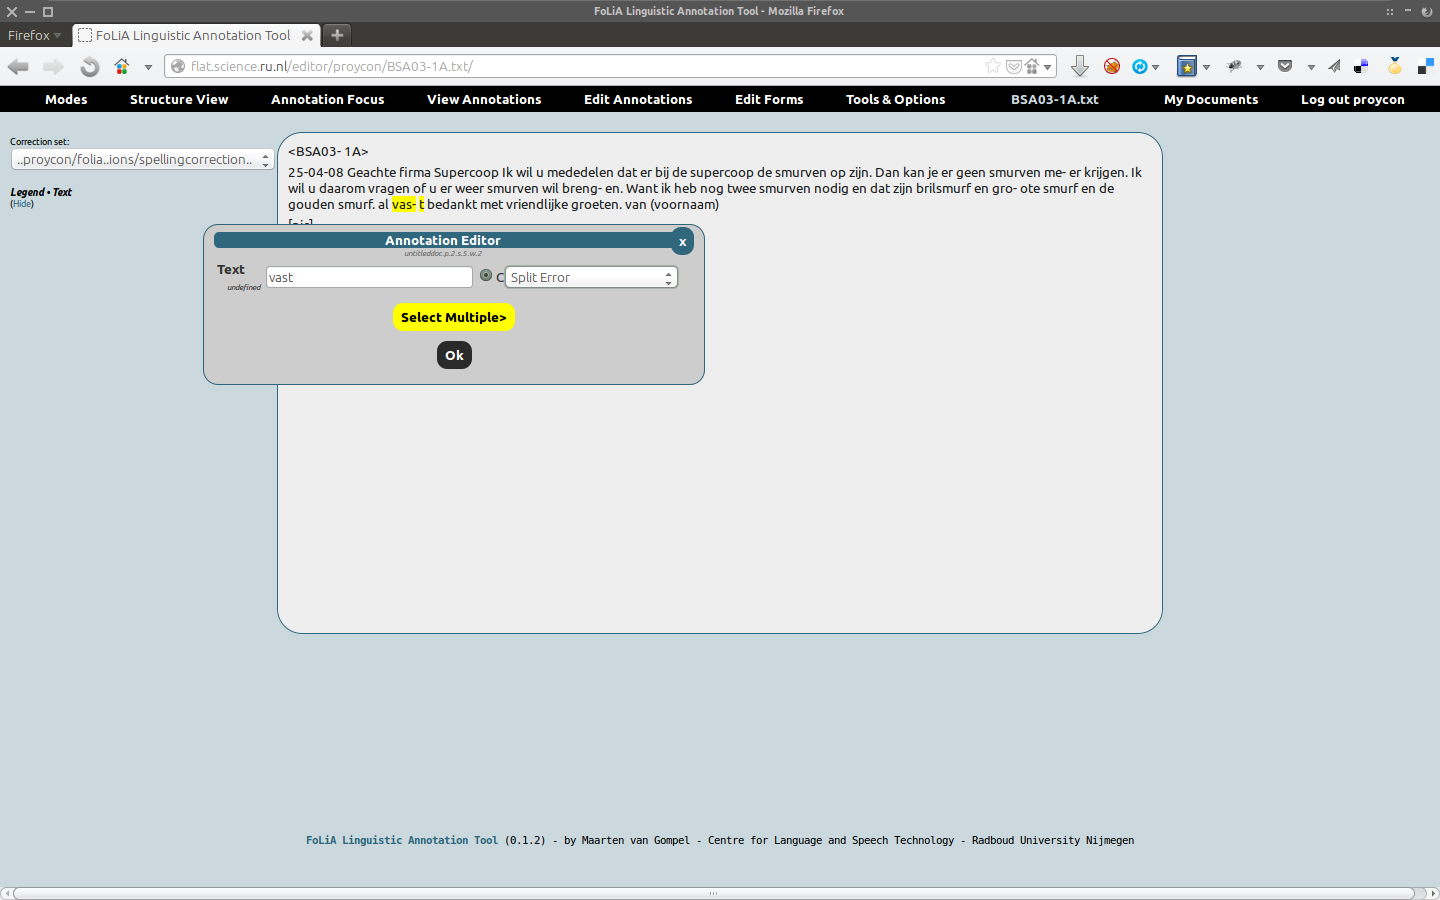 FoLiA Linguistic Annotation Tool - Mozilla Firefox
Firefox
FoLiA Linguistic Annotation Tool
flat.science.ru.nl/editor/proycon/BSA03-1A.txt/
Modes Structure View Annotation Focus View Annotations Edit Annotations Edit Forms Tools & Options BSA03-1A.txt My Documents Log out proycon
Correction set:
..proycon/folia..ions/spellingcorrection..
Legend • Text
(Hide)
<BSA03- 1A>
25-04-08 Geachte firma Supercoop Ik wil u mededelen dat er bij de supercoop de smurven op zijn. Dan kan je er geen smurven me- er krijgen. Ik
wil u daarom vragen of u er weer smurven wil breng- en. Want ik heb nog twee smurven nodig en dat zijn brilsmurf en gro- ote smurf en de
gouden smurf. al vas- t bedankt met vriendlijke groeten. van (voornaam)
Annotation Editor
x
untitleddoc.p.2.s.5.w.2
Text
undefined
vast
C
Split Error
Select Multiple>
Ok
FoLiA Linguistic Annotation Tool (0.1.2) - by Maarten van Gompel - Centre for Language and Speech Technology - Radboud University Nijmegen